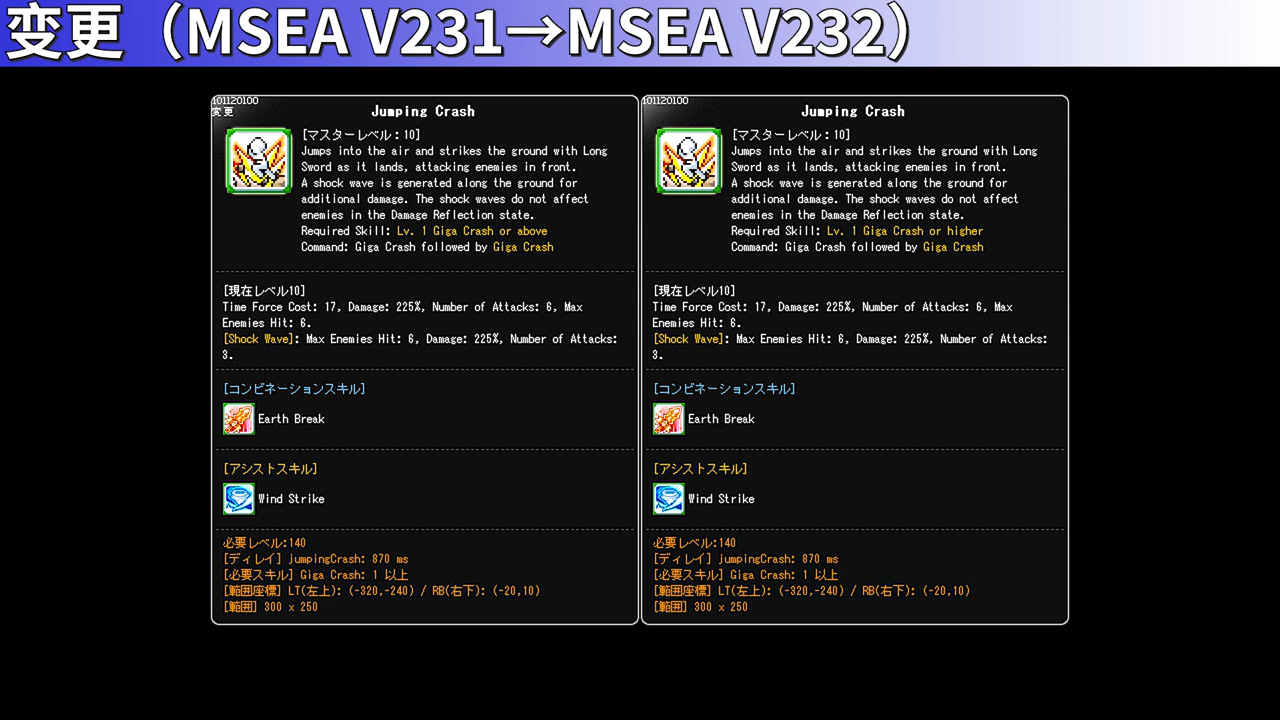 変更（MSEA V231→MSEA V232）
101120100
変更
Jumping Crash
[マスターレベル：10]
Jumps into the air and strikes the ground with Long
Sword as it lands, attacking enemies in front.
A shock wave is generated along the ground for
additional damage. The shock waves do not affect
enemies in the Damage Reflection state.
Required Skill: Lv. 1 Giga Crash or above
Command: Giga Crash followed by Giga Crash
[現在レベル10]
Time Force Cost: 17, Damage: 225%, Number of Attacks: 6, Max
Enemies Hit: 6.
[Shock Wave]: Max Enemies Hit: 6, Damage: 225%, Number of Attacks:
3.
[コンビネーションスキル]
Earth Break
[アシストスキル]
Wind Strike
必要レベル:140
[ディレイ] jumpingCrash: 870 ms
[必要スキル] Giga Crash: 1 以上
[範囲座標] LT(左上): (-320,-240) / RB(右下): (-20,10)
[範囲] 300 x 250
101120100
Jumping Crash
[マスターレベル：10]
Jumps into the air and strikes the ground with Long
Sword as it lands, attacking enemies in front.
A shock wave is generated along the ground for
additional damage. The shock waves do not affect
enemies in the Damage Reflection state.
Required Skill: Lv. 1 Giga Crash or higher
Command: Giga Crash followed by Giga Crash
[現在レベル10]
Time Force Cost: 17, Damage: 225%, Number of Attacks: 6, Max
Enemies Hit: 6.
[Shock Wave]: Max Enemies Hit: 6, Damage: 225%, Number of Attacks:
3.
[コンビネーションスキル]
Earth Break
[アシストスキル]
Wind Strike
必要レベル:140
[ディレイ] jumpingCrash: 870 ms
[必要スキル] Giga Crash: 1 以上
[範囲座標] LT(左上): (-320,-240) / RB(右下): (-20,10)
[範囲] 300 x 250